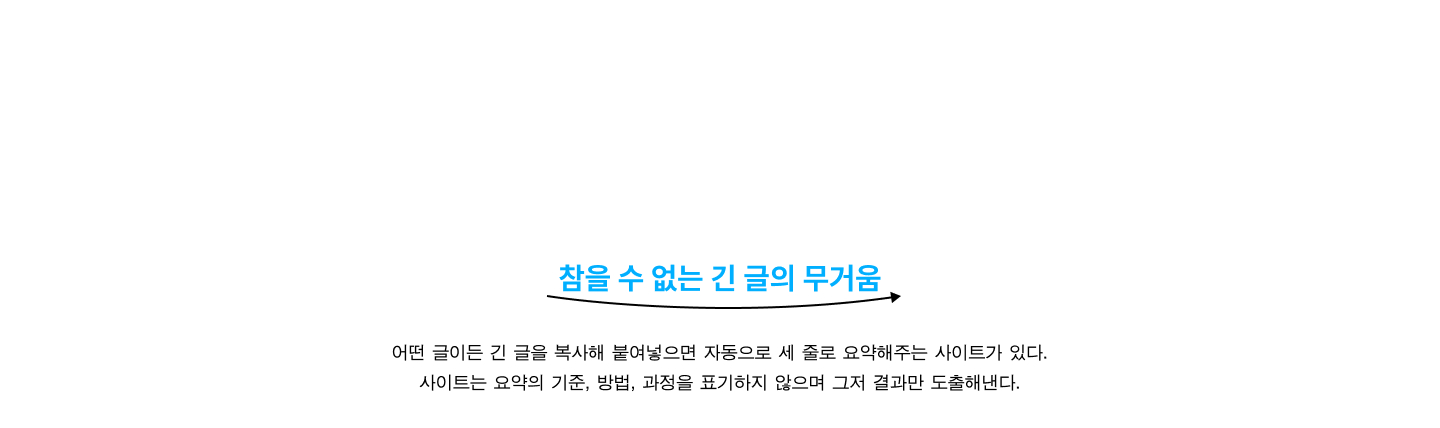 참을 수 없는 긴 글의 무거움
어떤 글이든 긴 글을 복사해 붙여넣으면 자동으로 세 줄로 요약해주는 사이트가 있다.
사이트는 요약의 기준, 방법, 과정을 표기하지 않으며 그저 결과만 도출해낸다.